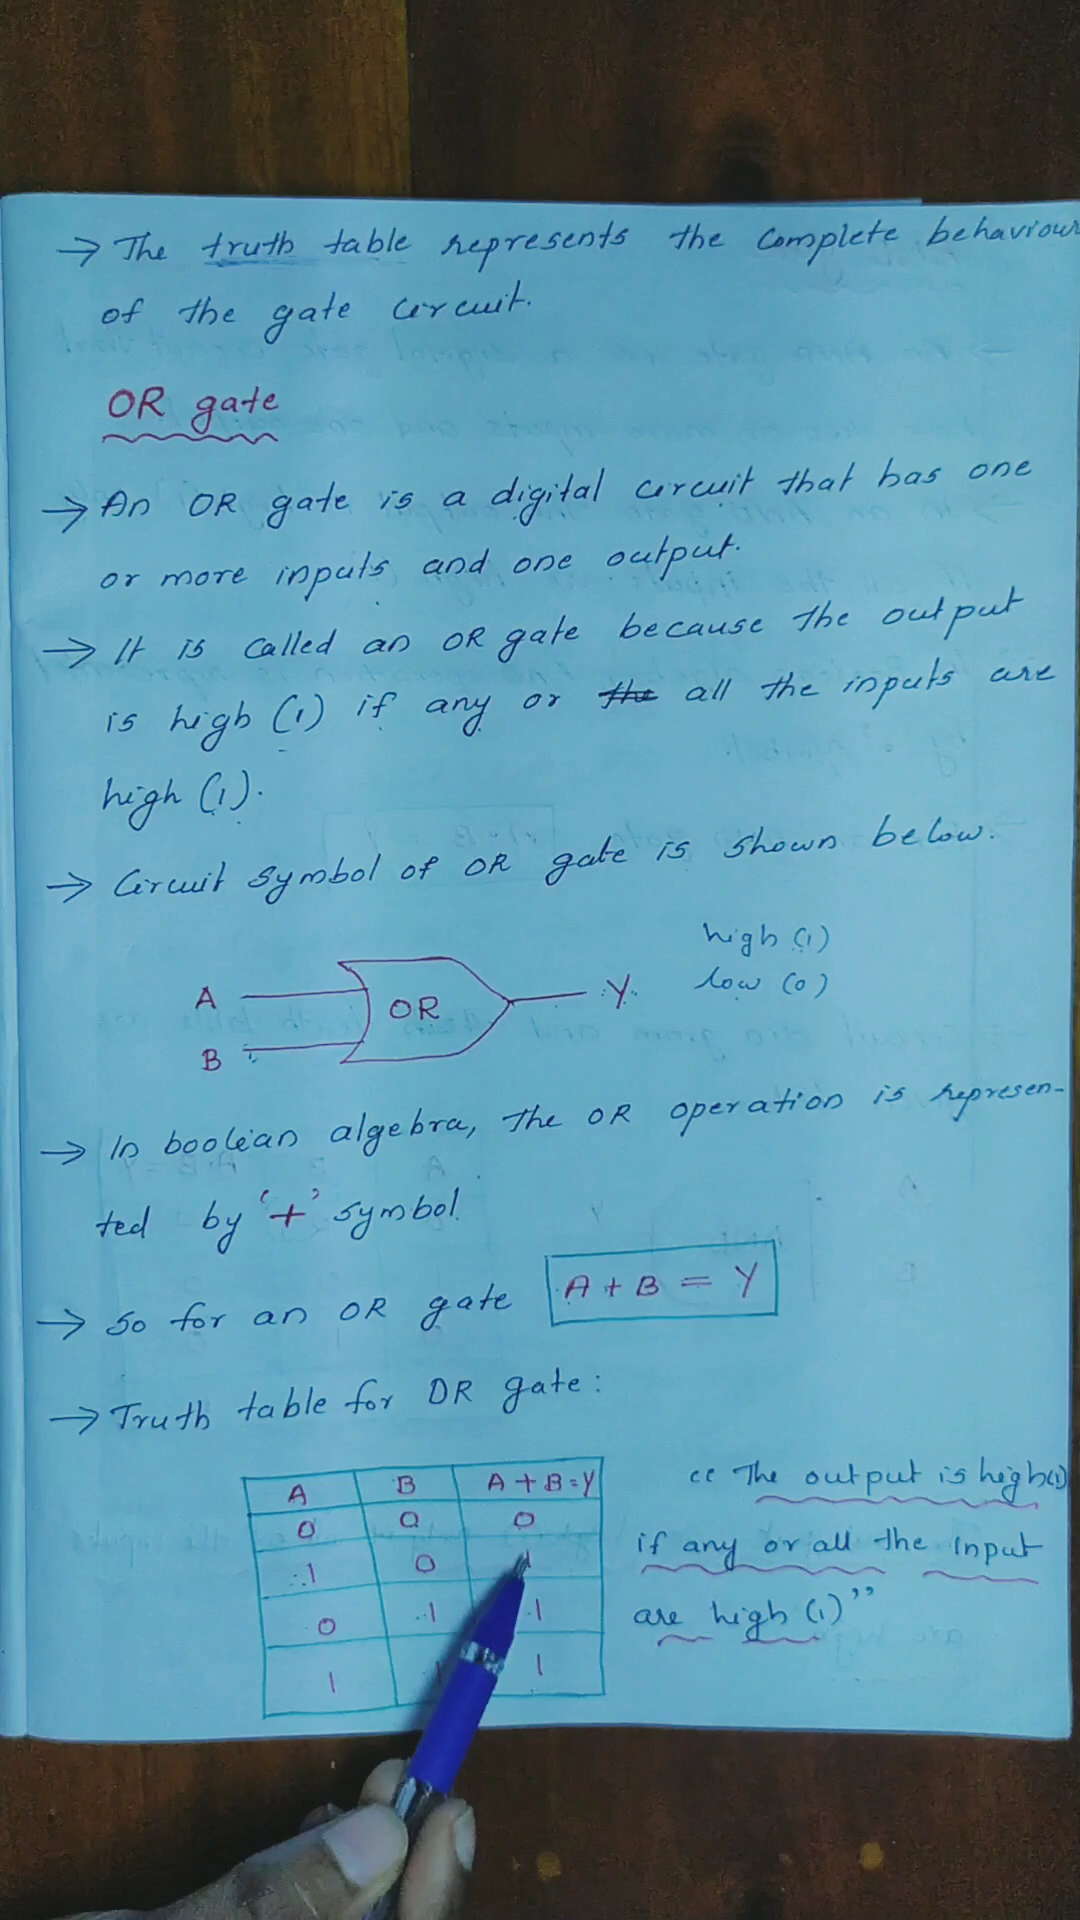 → The truth table represents the complete behaviour
of the gate circuit.
OR gate
→ An OR gate is a digital circuit that has one
or more inputs and one output.
→ It is called an OR gate because the output
is high (1) if any or the all the inputs are
high (1).
→ Circuit symbol of OR gate is shown below.
high (1)
low (0)
A
OR
Y
B
→ In boolean algebra, the OR operation is represen-
ted by '+' symbol.
→ So for an OR gate A + B = Y
→ Truth table for OR gate:
A B A + B = Y
0 0 0
1 0 1
0 1 1
1 1 1
"The output is high (1)
if any or all the input
are high (1)"